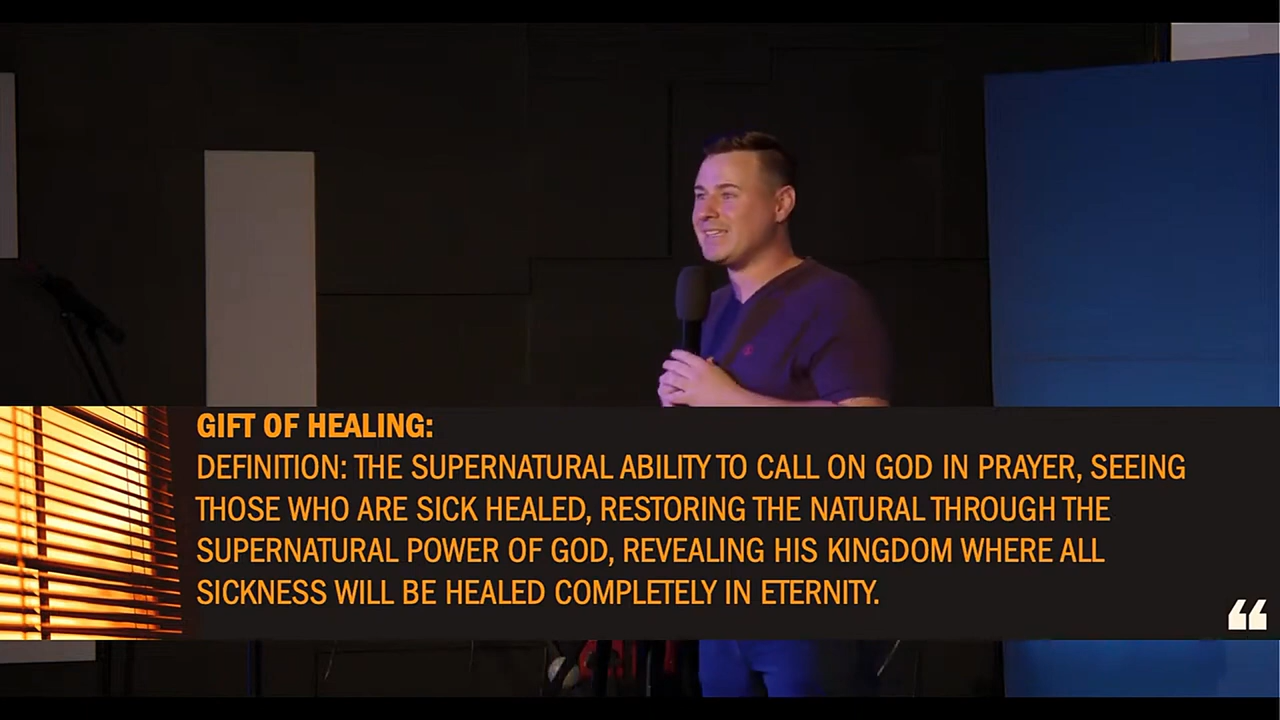 GIFT OF HEALING:
DEFINITION: THE SUPERNATURAL ABILITY TO CALL ON GOD IN PRAYER, SEEING
THOSE WHO ARE SICK HEALED, RESTORING THE NATURAL THROUGH THE
SUPERNATURAL POWER OF GOD, REVEALING HIS KINGDOM WHERE ALL
SICKNESS WILL BE HEALED COMPLETELY IN ETERNITY.
“